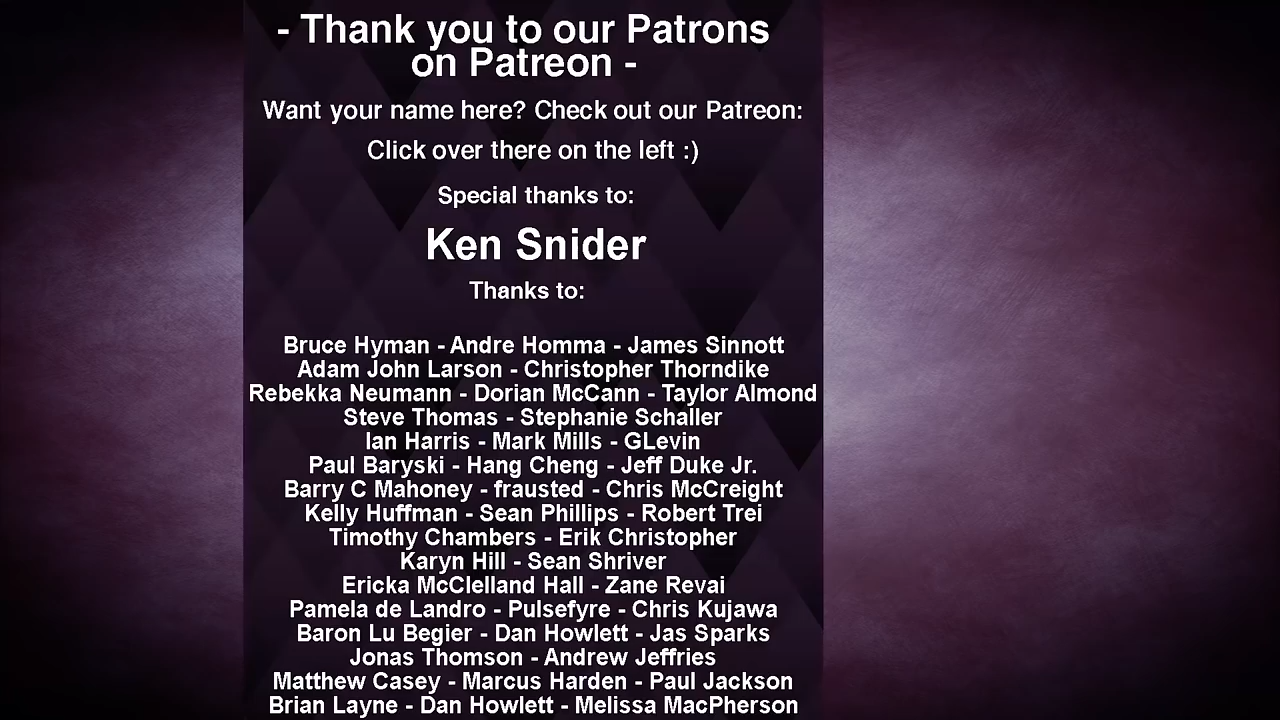 - Thank you to our Patrons
on Patreon -
Want your name here? Check out our Patreon:
Click over there on the left :)
Special thanks to:
Ken Snider
Thanks to:
Bruce Hyman - Andre Homma - James Sinnott
Adam John Larson - Christopher Thorndike
Rebekka Neumann - Dorian McCann - Taylor Almond
Steve Thomas - Stephanie Schaller
Ian Harris - Mark Mills - GLevin
Paul Baryski - Hang Cheng - Jeff Duke Jr.
Barry C Mahoney - frausted - Chris McCreight
Kelly Huffman - Sean Phillips - Robert Trei
Timothy Chambers - Erik Christopher
Karyn Hill - Sean Shriver
Ericka McClelland Hall - Zane Revai
Pamela de Landro - Pulsefyre - Chris Kujawa
Baron Lu Begier - Dan Howlett - Jas Sparks
Jonas Thomson - Andrew Jeffries
Matthew Casey - Marcus Harden - Paul Jackson
Brian Layne - Dan Howlett - Melissa MacPherson